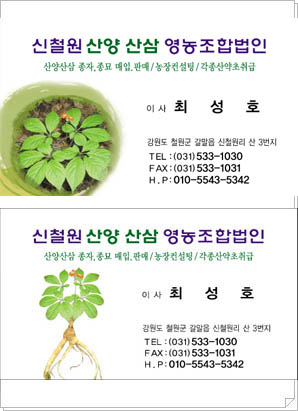 신철원 산양 산삼 영농조합법인
산양산삼 종자,종묘 매입,판매/농장컨설팅/각종산약초취급
이 사 최 성 호
강원도 철원군 갈말읍 신철원리 산 3번지
TEL:(031)533-1030
FAX:(031)533-1031
H.P:010-5543-5342
신철원 산양 산삼 영농조합법인
산양산삼 종자,종묘 매입,판매/농장컨설팅/각종산약초취급
이 사 최 성 호
강원도 철원군 갈말읍 신철원리 산 3번지
TEL:(031)533-1030
FAX:(031)533-1031
H.P:010-5543-5342